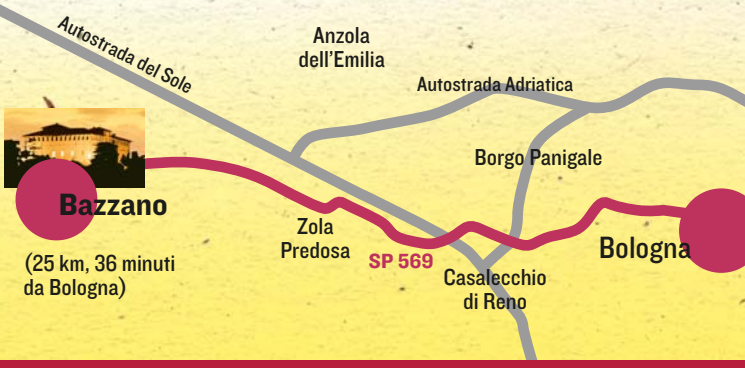 Autostrada del Sole
Anzola
dell'Emilia
Autostrada Adriatica
Borgo Panigale
Bazzano
(25 km, 36 minuti
da Bologna)
Zola
Predosa
SP 569
Casalecchio
di Reno
Bologna